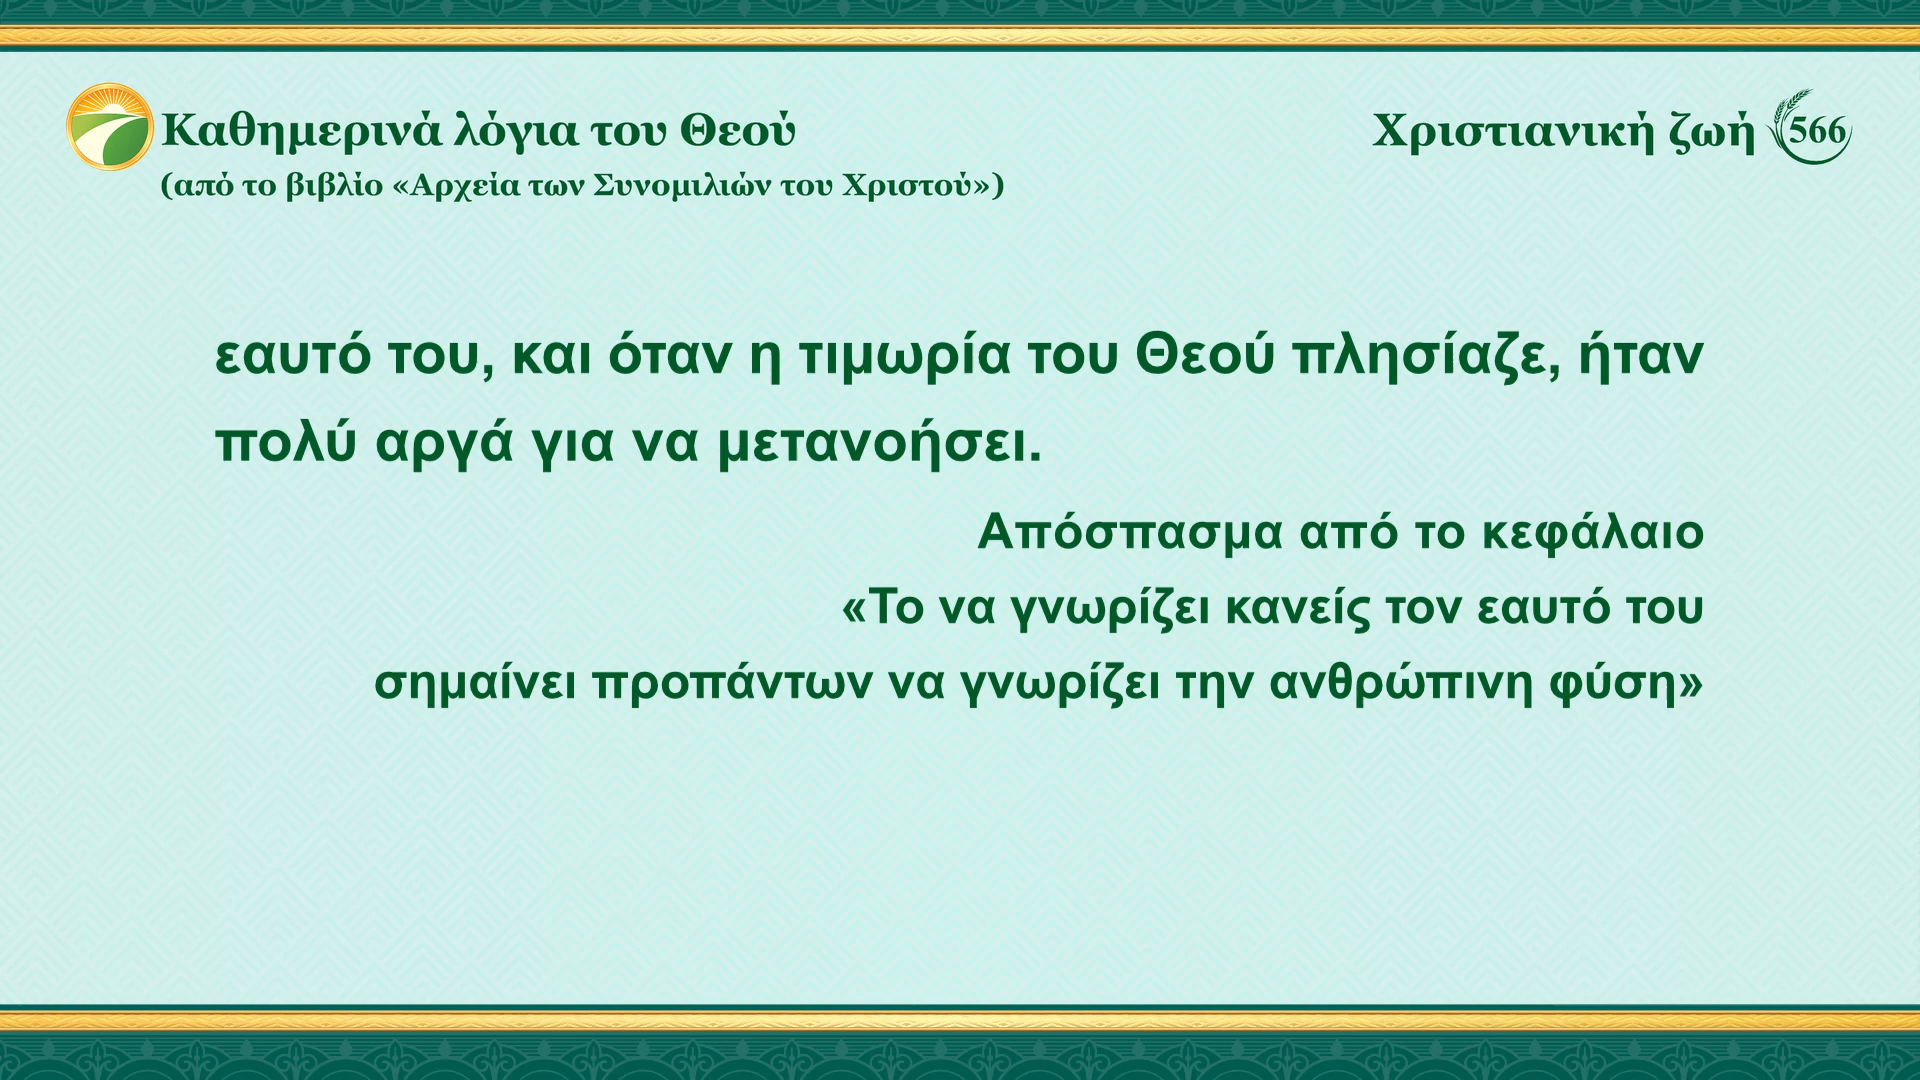 Καθημερινά λόγια του Θεού
(από το βιβλίο «Αρχεία των Συνομιλιών του Χριστού»)
Χριστιανική ζωή 566
εαυτό του, και όταν η τιμωρία του Θεού πλησίαζε, ήταν
πολύ αργά για να μετανοήσει.
Απόσπασμα από το κεφάλαιο
«Το να γνωρίζει κανείς τον εαυτό του
σημαίνει προπάντων να γνωρίζει την ανθρώπινη φύση»